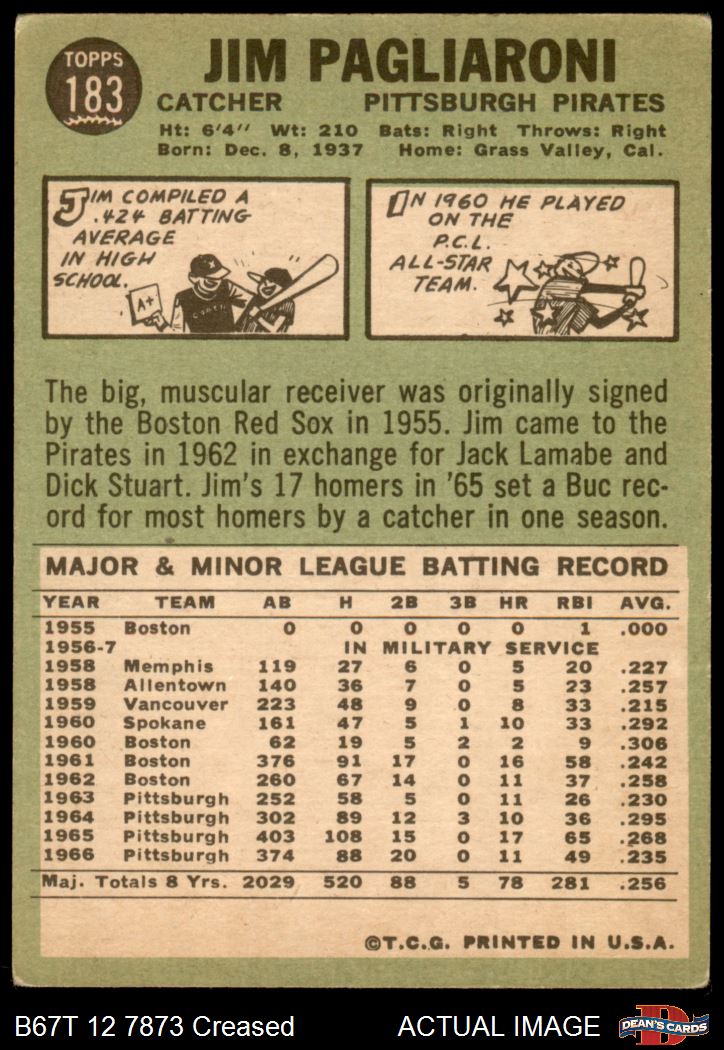 TOPPS
183
JIM PAGLIARONI
CATCHER PITTSBURGH PIRATES
Ht: 6'4" Wt: 210 Bats: Right Throws: Right
Born: Dec. 8, 1937 Home: Grass Valley, Cal.
JIM COMPILED A
.424 BATTING
AVERAGE
IN HIGH
SCHOOL.
A+
COACH
IN 1960 HE PLAYED
ON THE
P.C.L.
ALL-STAR
TEAM.
The big, muscular receiver was originally signed
by the Boston Red Sox in 1955. Jim came to the
Pirates in 1962 in exchange for Jack Lamabe and
Dick Stuart. Jim's 17 homers in '65 set a Buc rec-
ord for most homers by a catcher in one season.
MAJOR & MINOR LEAGUE BATTING RECORD
YEAR TEAM AB H 2B 3B HR RBI AVG.
1955 Boston 0 0 0 0 0 1 .000
1956-7 IN MILITARY SERVICE
1958 Memphis 119 27 6 0 5 20 .227
1958 Allentown 140 36 7 0 5 23 .257
1959 Vancouver 223 48 9 0 8 33 .215
1960 Spokane 161 47 5 1 10 33 .292
1960 Boston 62 19 5 2 2 9 .306
1961 Boston 376 91 17 0 16 58 .242
1962 Boston 260 67 14 0 11 37 .258
1963 Pittsburgh 252 58 5 0 11 26 .230
1964 Pittsburgh 302 89 12 3 10 36 .295
1965 Pittsburgh 403 108 15 0 17 65 .268
1966 Pittsburgh 374 88 20 0 11 49 .235
Maj. Totals 8 Yrs. 2029 520 88 5 78 281 .256
©T.C.G. PRINTED IN U.S.A.
B67T 12 7873 Creased ACTUAL IMAGE
D
DEAN'S CARDS